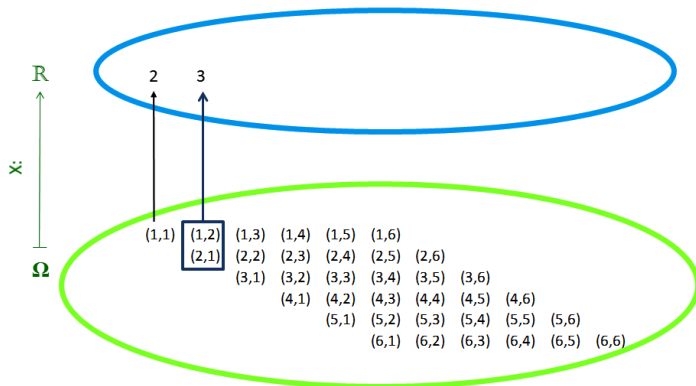 ℝ 2 3
X:
(1,1) (1,2) (1,3) (1,4) (1,5) (1,6)
(2,1) (2,2) (2,3) (2,4) (2,5) (2,6)
Ω
(3,1) (3,2) (3,3) (3,4) (3,5) (3,6)
(4,1) (4,2) (4,3) (4,4) (4,5) (4,6)
(5,1) (5,2) (5,3) (5,4) (5,5) (5,6)
(6,1) (6,2) (6,3) (6,4) (6,5) (6,6)